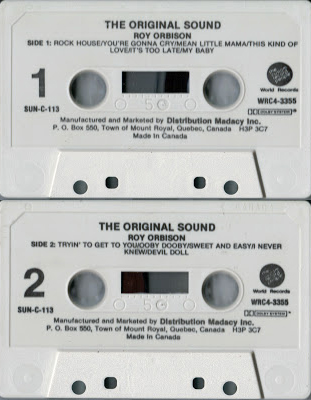 THE ORIGINAL SOUND
ROY ORBISON
SIDE 1: ROCK HOUSE/YOU'RE GONNA CRY/MEAN LITTLE MAMA/THIS KIND OF
LOVE/IT'S TOO LATE/MY BABY
1
World Records
SUN-C-113
WRC4-3355
DOLBY SYSTEM
Manufactured and Marketed by Distribution Madacy Inc.
P. O. Box 550, Town of Mount Royal, Quebec, Canada H3P 3C7
Made in Canada
THE ORIGINAL SOUND
ROY ORBISON
SIDE 2: TRYIN' TO GET TO YOU/OOBY DOOBY/SWEET AND EASY/I NEVER
KNEW/DEVIL DOLL
2
World Records
SUN-C-113
WRC4-3355
DOLBY SYSTEM
Manufactured and Marketed by Distribution Madacy Inc.
P. O. Box 550, Town of Mount Royal, Quebec, Canada H3P 3C7
Made in Canada